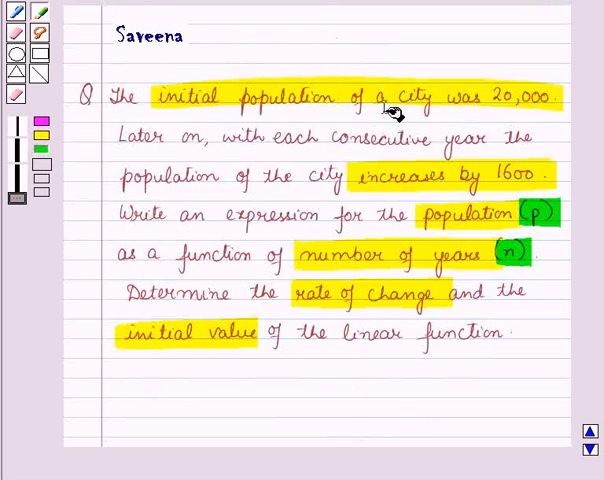 Saveena
Q The initial population of a city was 20,000.
Later on, with each consecutive year the
population of the city increases by 1600.
Write an expression for the population (p)
as a function of number of years (n).
Determine the rate of change and the
initial value of the linear function.